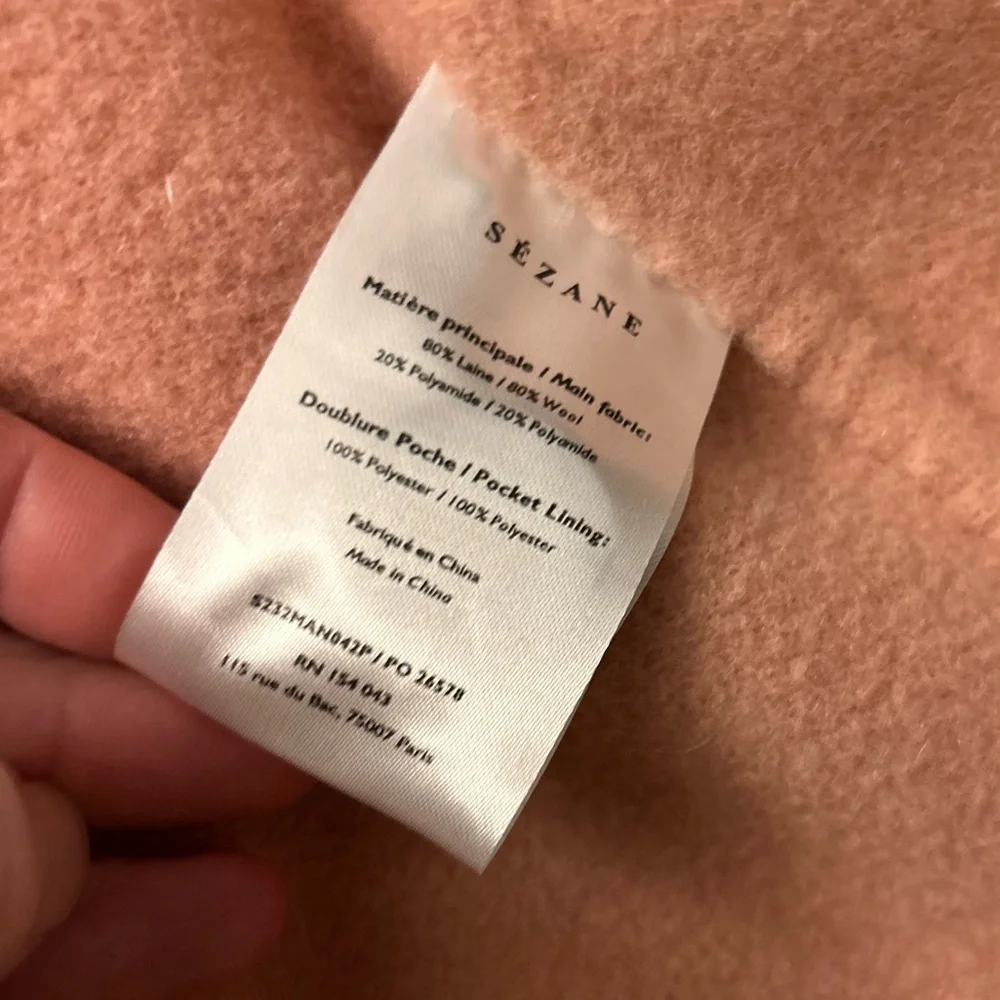 SÉZANE
Matière principale / Main fabric:
80% Laine / 80% Wool
20% Polyamide / 20% Polyamide
Doublure Poche / Pocket Lining:
100% Polyester / 100% Polyester
Fabriqué en China
Made in China
S232MAN042P / PO 26578
RN 154 043
115 rue du Bac, 75007 Paris